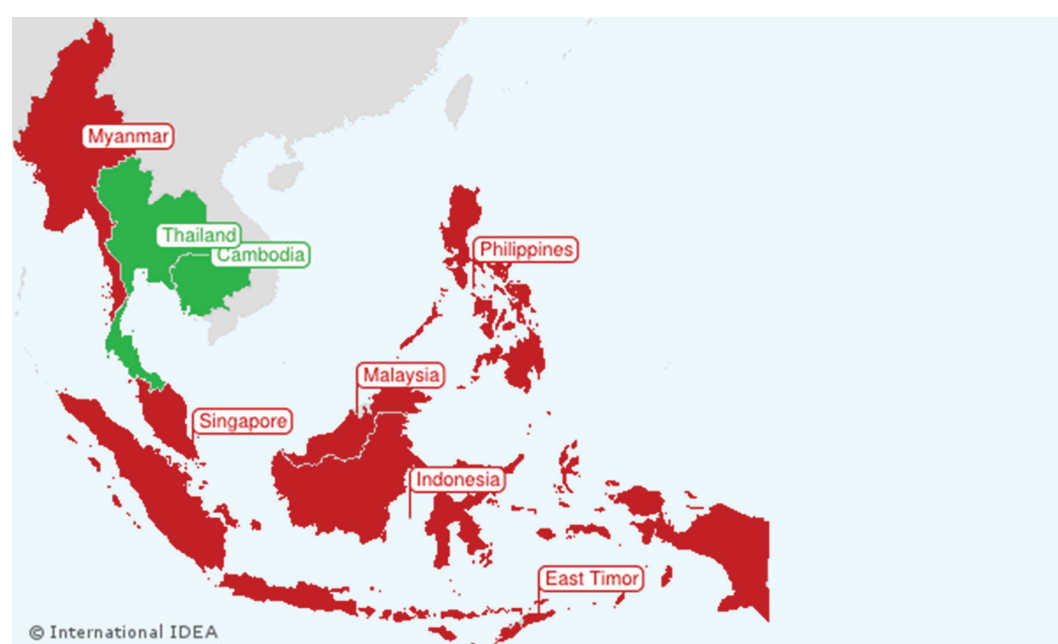 Myanmar
Thailand
Cambodia
Philippines
Malaysia
Singapore
Indonesia
East Timor
© International IDEA